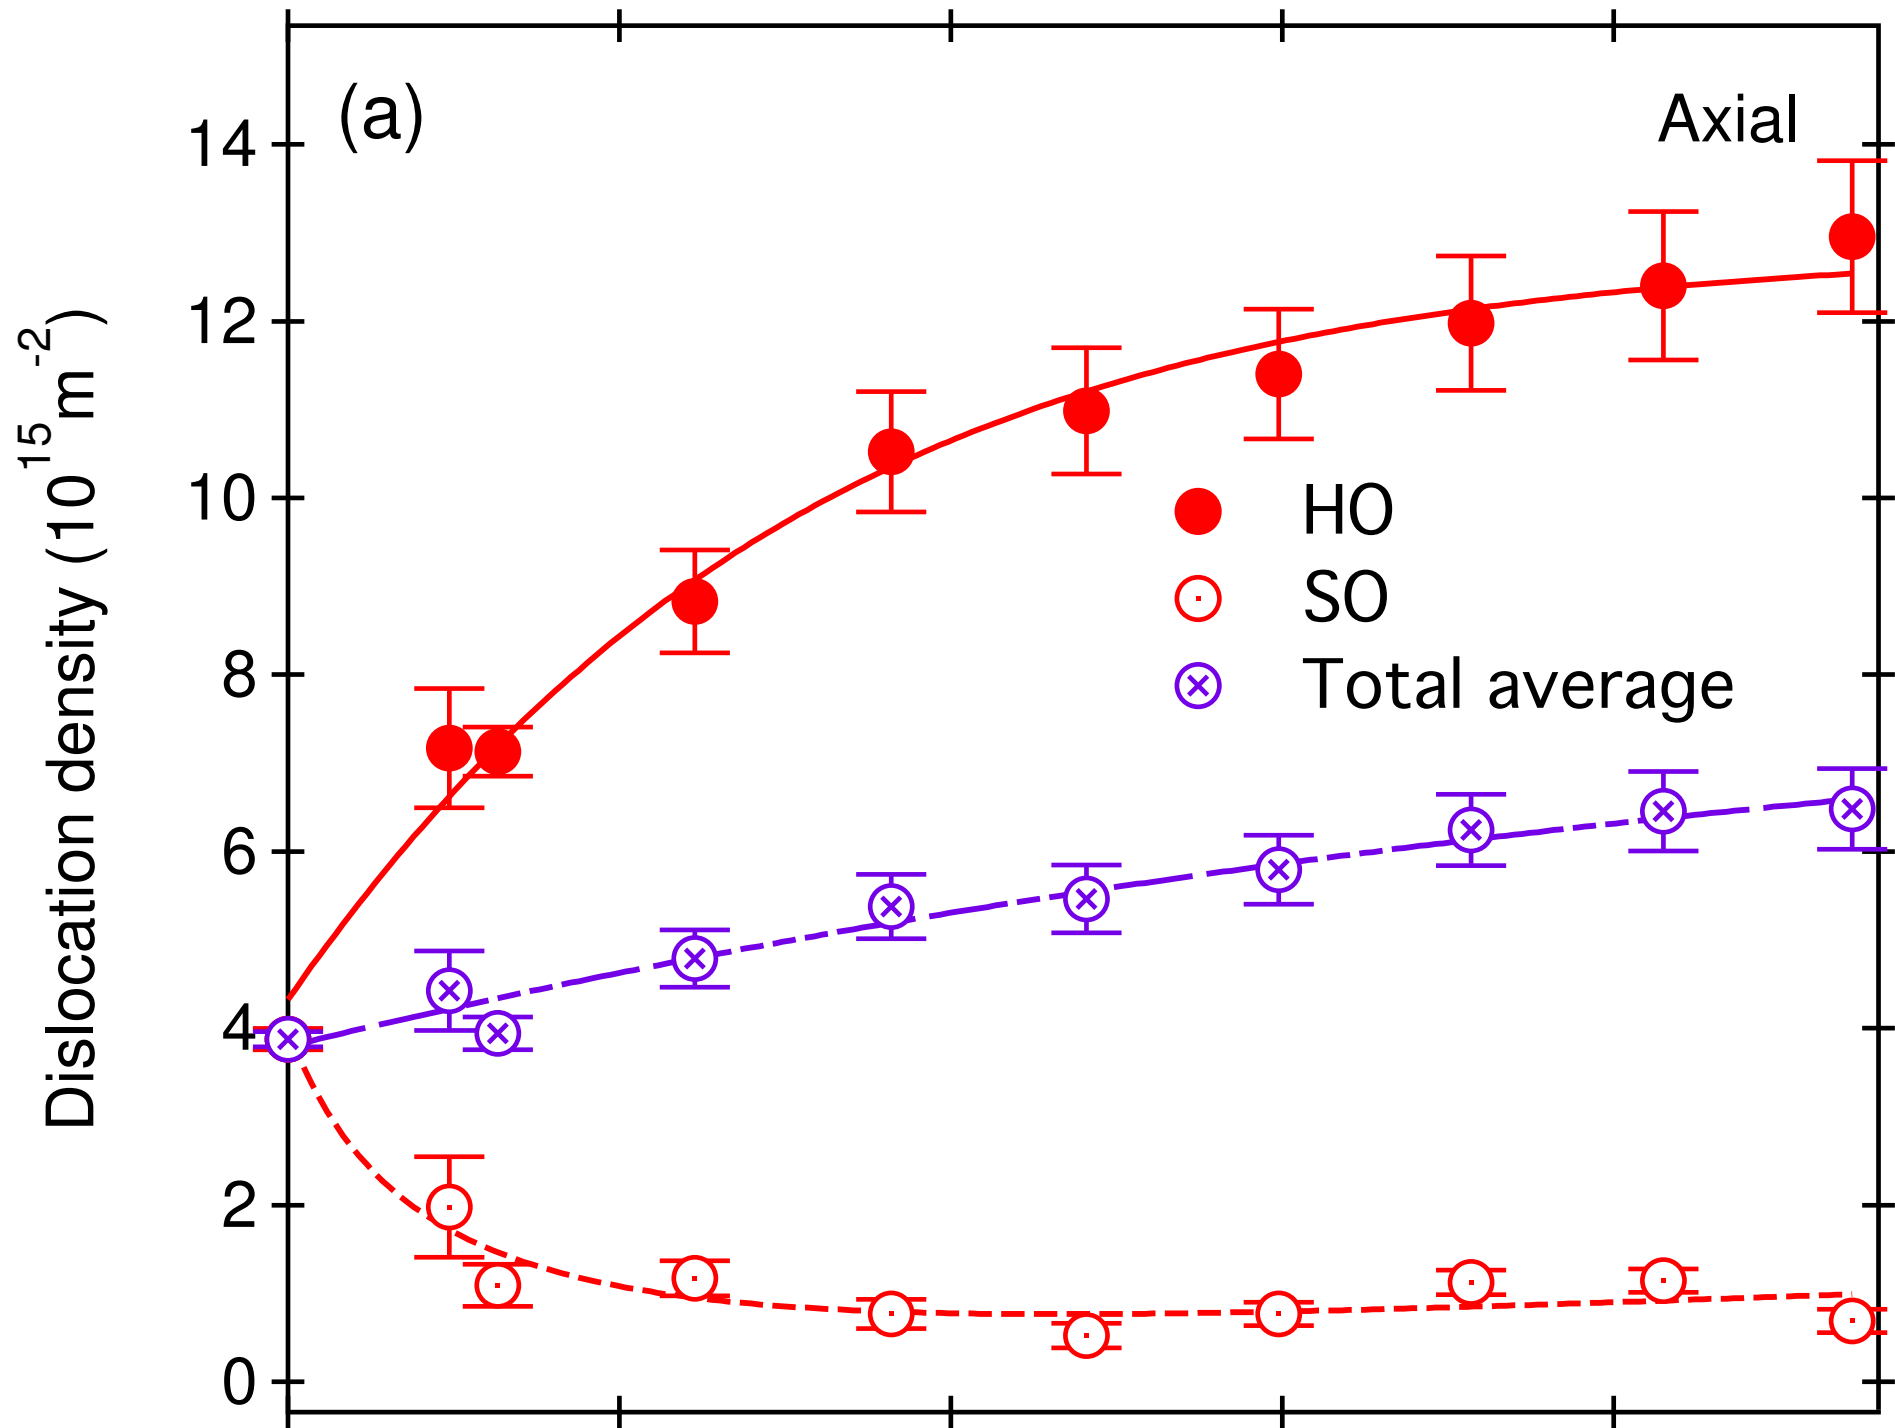 (a)
Axial
14
12
10
8
6
4
2
0
Dislocation density (10^15 m^-2)
HO
SO
Total average